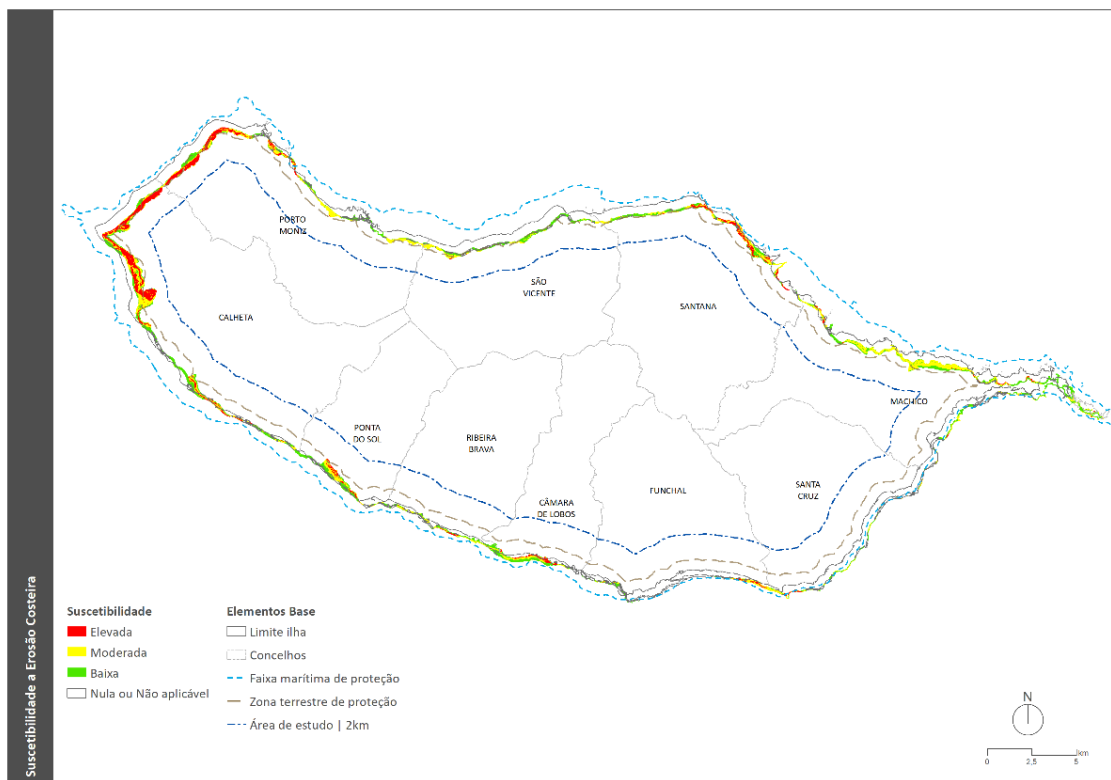 Suscetibilidade a Erosão Costeira
PORTO
MONIZ
SÃO
VICENTE
SANTANA
CALHETA
MACHICO
PONTA
DO SOL
RIBEIRA
BRAVA
CÂMARA
DE LOBOS
FUNCHAL
SANTA
CRUZ
Suscetibilidade
Elevada
Moderada
Baixa
Nula ou Não aplicável
Elementos Base
Limite ilha
Concelhos
Faixa marítima de proteção
Zona terrestre de proteção
Área de estudo | 2km
N
km
0 2,5 5